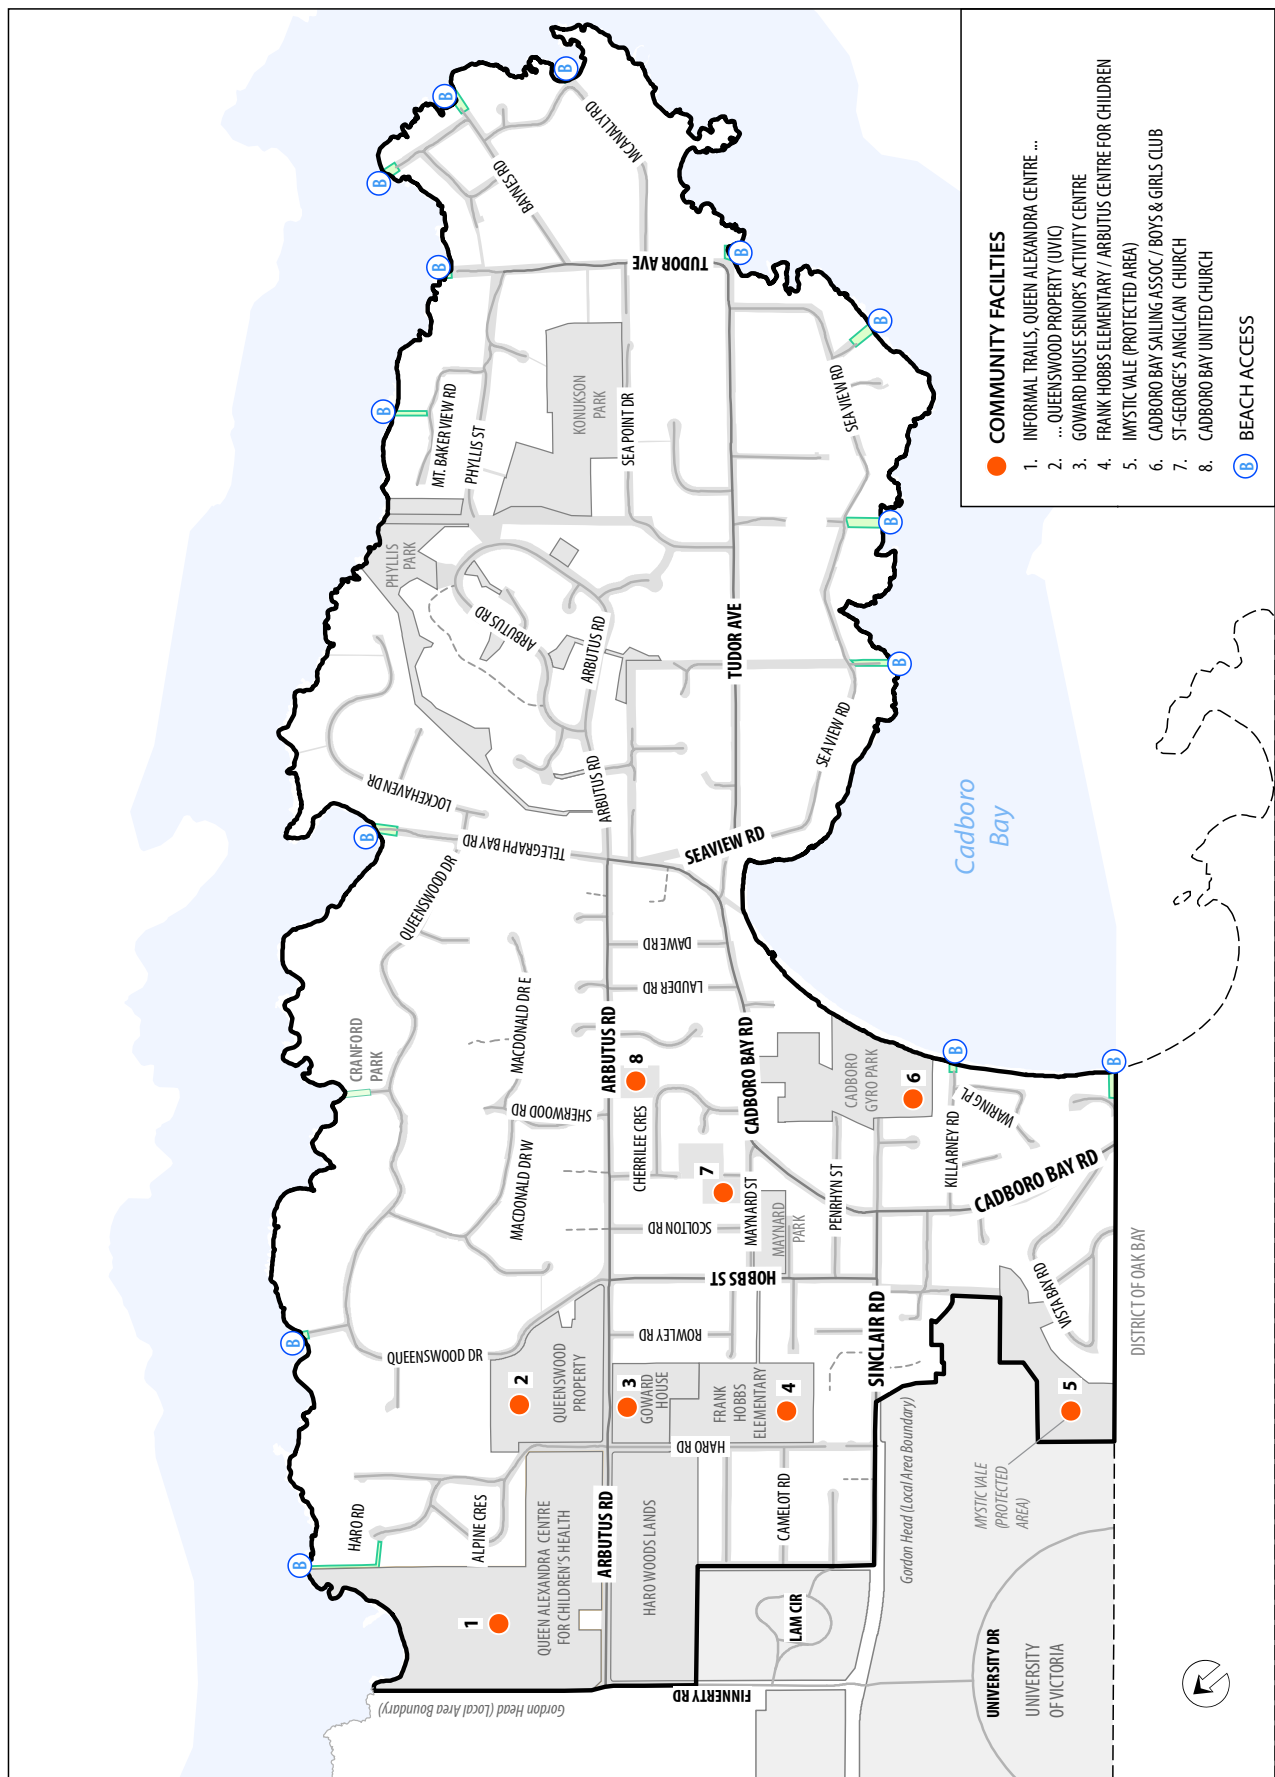 COMMUNITY FACILTIES
1. INFORMAL TRAILS, QUEEN ALEXANDRA CENTRE ...
2. ... QUEENSWOOD PROPERTY (UVIC)
3. GOWARD HOUSE SENIOR'S ACTIVITY CENTRE
4. FRANK HOBBS ELEMENTARY / ARBUTUS CENTRE FOR CHILDREN
5. IMYSTIC VALE (PROTECTED AREA)
6. CADBORO BAY SAILING ASSOC / BOYS & GIRLS CLUB
7. ST-GEORGE'S ANGLICAN CHURCH
8. CADBORO BAY UNITED CHURCH
B BEACH ACCESS
B
B
B
B
B
B
B
B
B
B
B
B
B
B
MCANALLY RD
BAYNES RD
TUDOR AVE
KONUKSON
PARK
SEA POINT DR
MT. BAKER VIEW RD
PHYLLIS ST
SEA VIEW RD
PHYLLIS
PARK
ARBUTUS RD
ARBUTUS RD
TUDOR AVE
SEAVIEW RD
LOCKEHAVEN DR
ARBUTUS RD
TELEGRAPH BAY RD
SEAVIEW RD
Cadboro
Bay
QUEENSWOOD DR
DAWE RD
LAUDER RD
MACDONALD DR E
ARBUTUS RD
CADBORO BAY RD
CRANFORD
PARK
SHERWOOD RD
8
CADBORO
GYRO PARK
6
WARING PL
KILLARNEY RD
CHERRILEE CRES
7
MACDONALD DR W
SCOLTON RD
MAYNARD ST
MAYNARD
PARK
PENRHYN ST
CADBORO BAY RD
HOBBS ST
VISTA BAY RD
DISTRICT OF OAK BAY
ROWLEY RD
SINCLAIR RD
QUEENSWOOD DR
2
QUEENSWOOD
PROPERTY
3
GOWARD
HOUSE
FRANK
HOBBS
ELEMENTARY
4
5
HARO RD
CAMELOT RD
Gordon Head (Local Area Boundary)
MYSTIC VALE
(PROTECTED
AREA)
HARO RD
ALPINE CRES
ARBUTUS RD
QUEEN ALEXANDRA CENTRE
FOR CHILDREN'S HEALTH
HARO WOODS LANDS
1
LAM CIR
FINNERTY RD
Gordon Head (Local Area Boundary)
UNIVERSITY DR
UNIVERSITY
OF VICTORIA